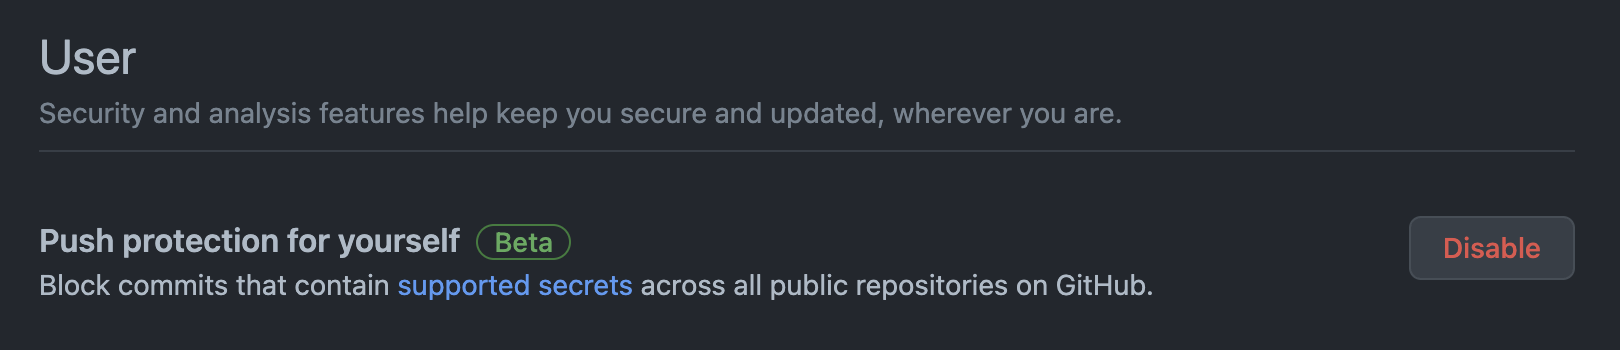 User
Security and analysis features help keep you secure and updated, wherever you are.
Push protection for yourself Beta
Disable
Block commits that contain supported secrets across all public repositories on GitHub.